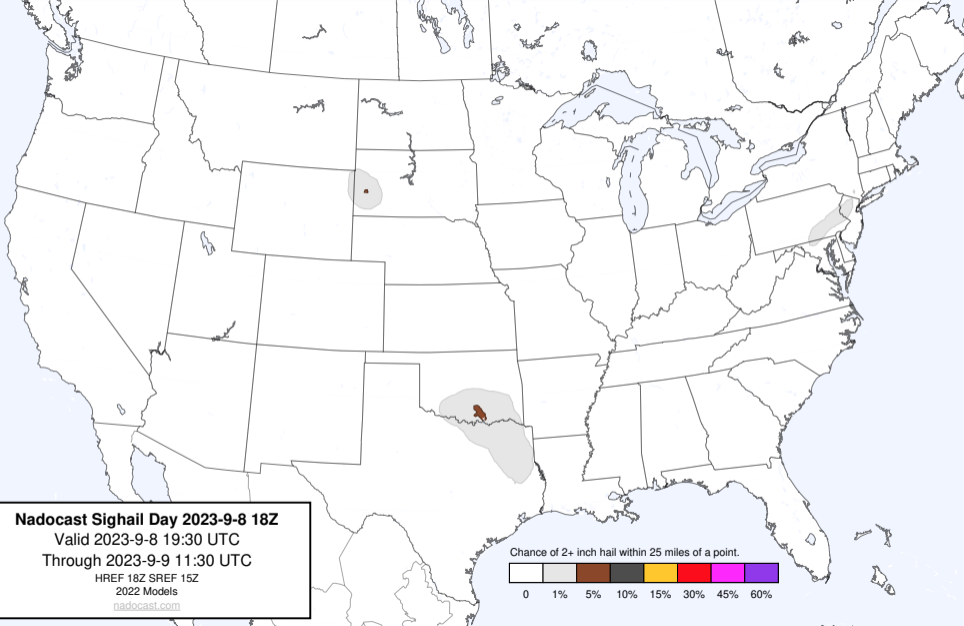 Nadocast Sighail Day 2023-9-8 18Z
Valid 2023-9-8 19:30 UTC
Through 2023-9-9 11:30 UTC
HREF 18Z SREF 15Z
2022 Models
nadocast.com
Chance of 2+ inch hail within 25 miles of a point.
0 1% 5% 10% 15% 30% 45% 60%